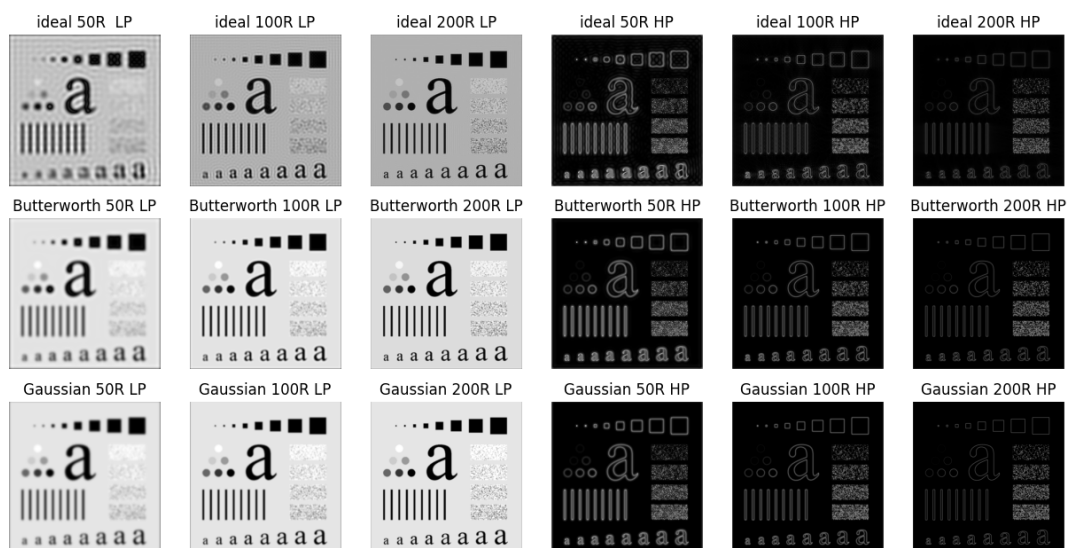 ideal 50R  LP ideal 100R LP ideal 200R LP ideal 50R HP ideal 100R HP ideal 200R HP
a a a a a a
a a a a a a a a a a a a a a a a a a a a a a a a a a a a a a a a a a a a a a a a a a a a a a a a
Butterworth 50R LP Butterworth 100R LP Butterworth 200R LP Butterworth 50R HP Butterworth 100R HP Butterworth 200R HP
a a a a a a
a a a a a a a a a a a a a a a a a a a a a a a a a a a a a a a a a a a a a a a a a a a a a a a a
Gaussian 50R LP Gaussian 100R LP Gaussian 200R LP Gaussian 50R HP Gaussian 100R HP Gaussian 200R HP
a a a a a a
a a a a a a a a a a a a a a a a a a a a a a a a a a a a a a a a a a a a a a a a a a a a a a a a